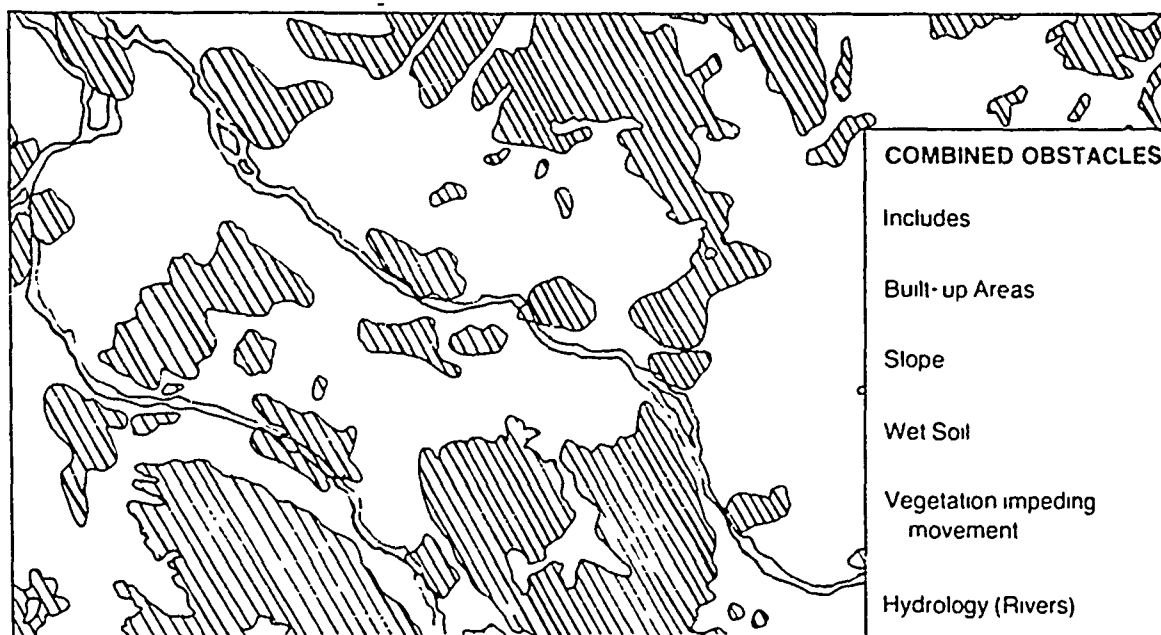 COMBINED OBSTACLES
Includes
Built-up Areas
Slope
Wet Soil
Vegetation impeding
movement
Hydrology (Rivers)